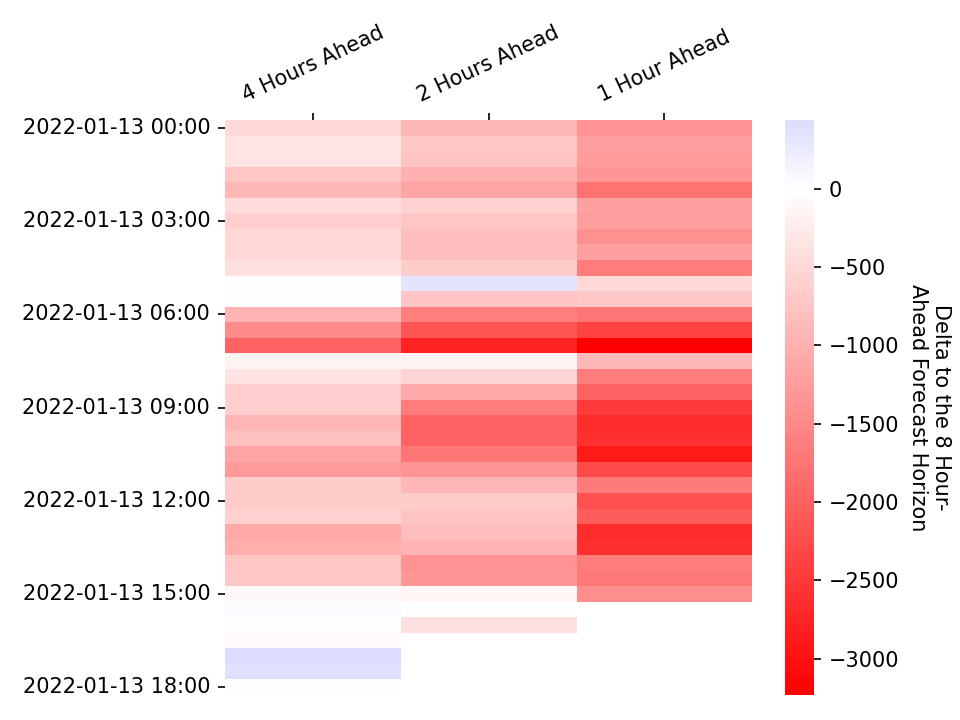 4 Hours Ahead
2 Hours Ahead
1 Hour Ahead
2022-01-13 00:00
2022-01-13 03:00
2022-01-13 06:00
2022-01-13 09:00
2022-01-13 12:00
2022-01-13 15:00
2022-01-13 18:00
0
−500
−1000
−1500
−2000
−2500
−3000
Delta to the 8 Hour-
Ahead Forecast Horizon